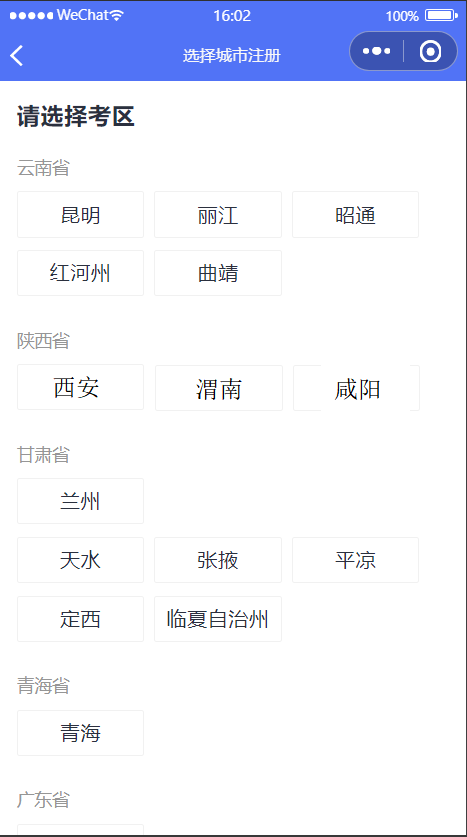 WeChat 16:02 100%
选择城市注册
请选择考区
云南省
昆明 丽江 昭通
红河州 曲靖
陕西省
西安 渭南 咸阳
甘肃省
兰州
天水 张掖 平凉
定西 临夏自治州
青海省
青海
广东省